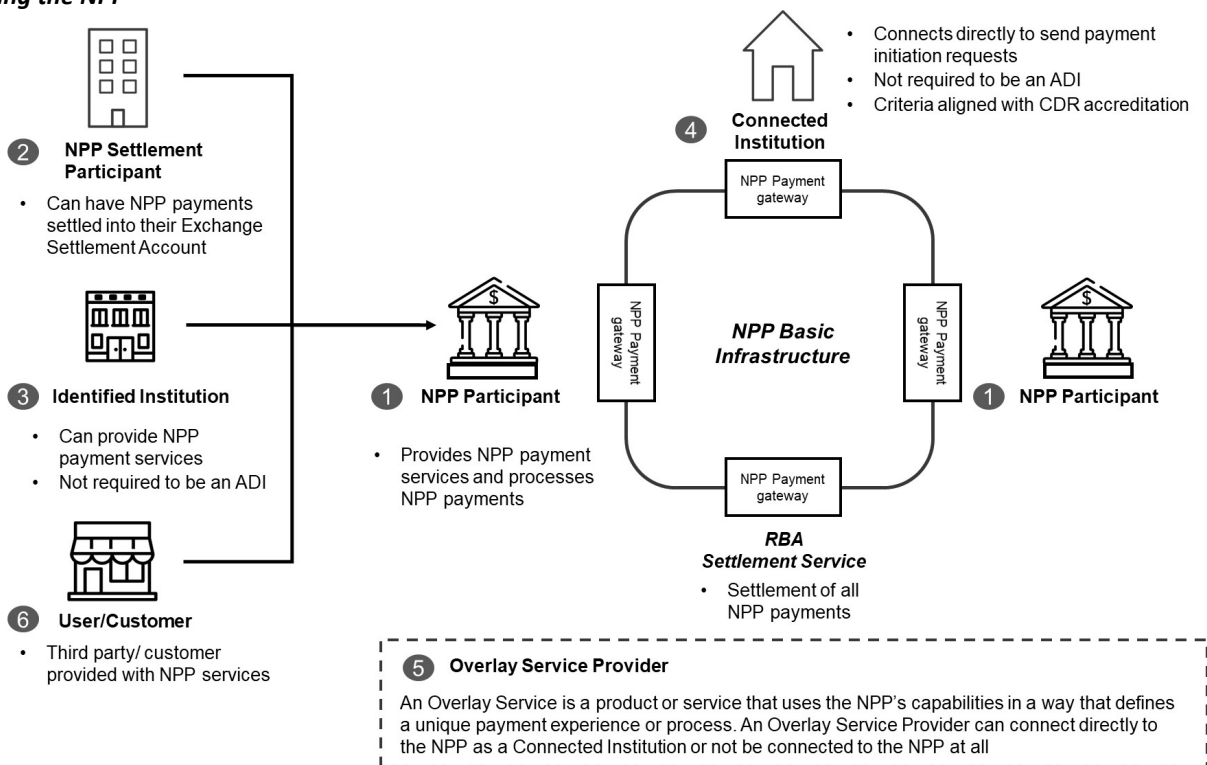 2
NPP Settlement
Participant
• Can have NPP payments
settled into their Exchange
Settlement Account
3 Identified Institution
• Can provide NPP
payment services
• Not required to be an ADI
6 User/Customer
• Third party/ customer
provided with NPP services
$
1 NPP Participant
• Provides NPP payment
services and processes
NPP payments
4 Connected
Institution
• Connects directly to send payment
initiation requests
• Not required to be an ADI
• Criteria aligned with CDR accreditation
NPP Payment
gateway
NPP Payment
gateway
NPP Basic
Infrastructure
NPP Payment
gateway
$
1 NPP Participant
NPP Payment
gateway
RBA
Settlement Service
• Settlement of all
NPP payments
5 Overlay Service Provider
An Overlay Service is a product or service that uses the NPP's capabilities in a way that defines
a unique payment experience or process. An Overlay Service Provider can connect directly to
the NPP as a Connected Institution or not be connected to the NPP at all